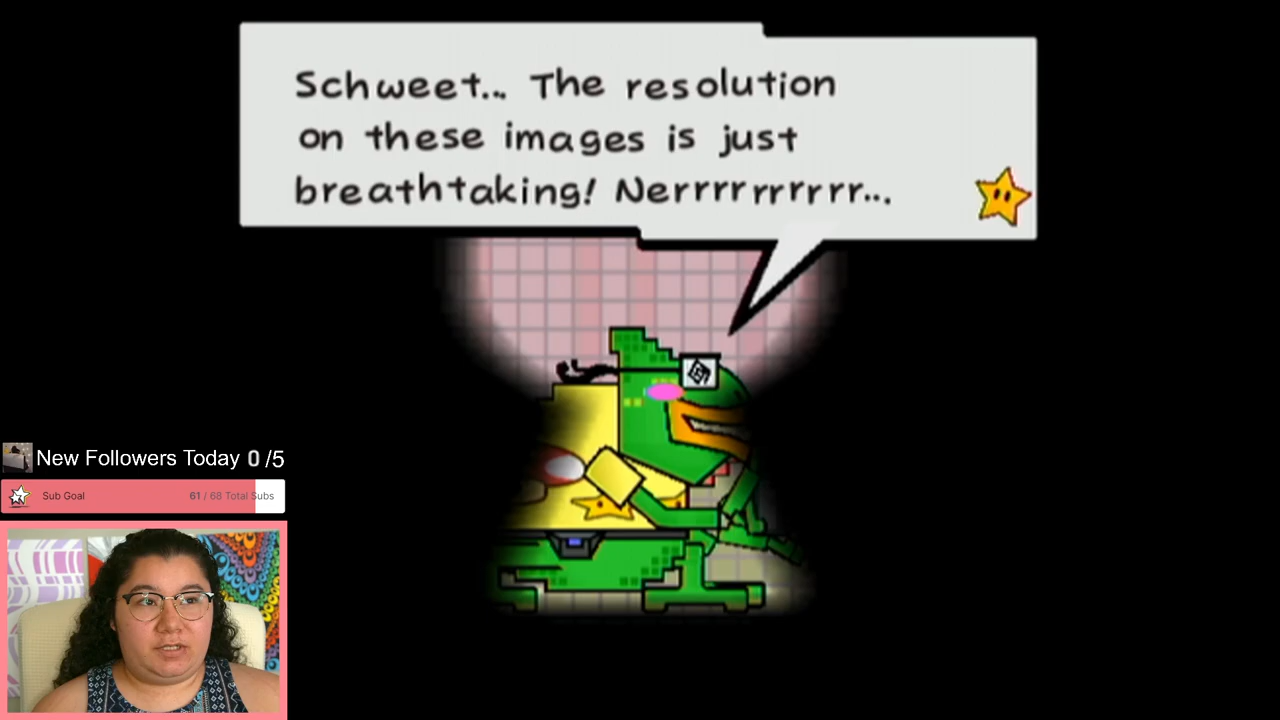 Schweet... The resolution
on these images is just
breathtaking! Nerrrrrrrrrr...
New Followers Today 0 /5
Sub Goal 61 / 68 Total Subs